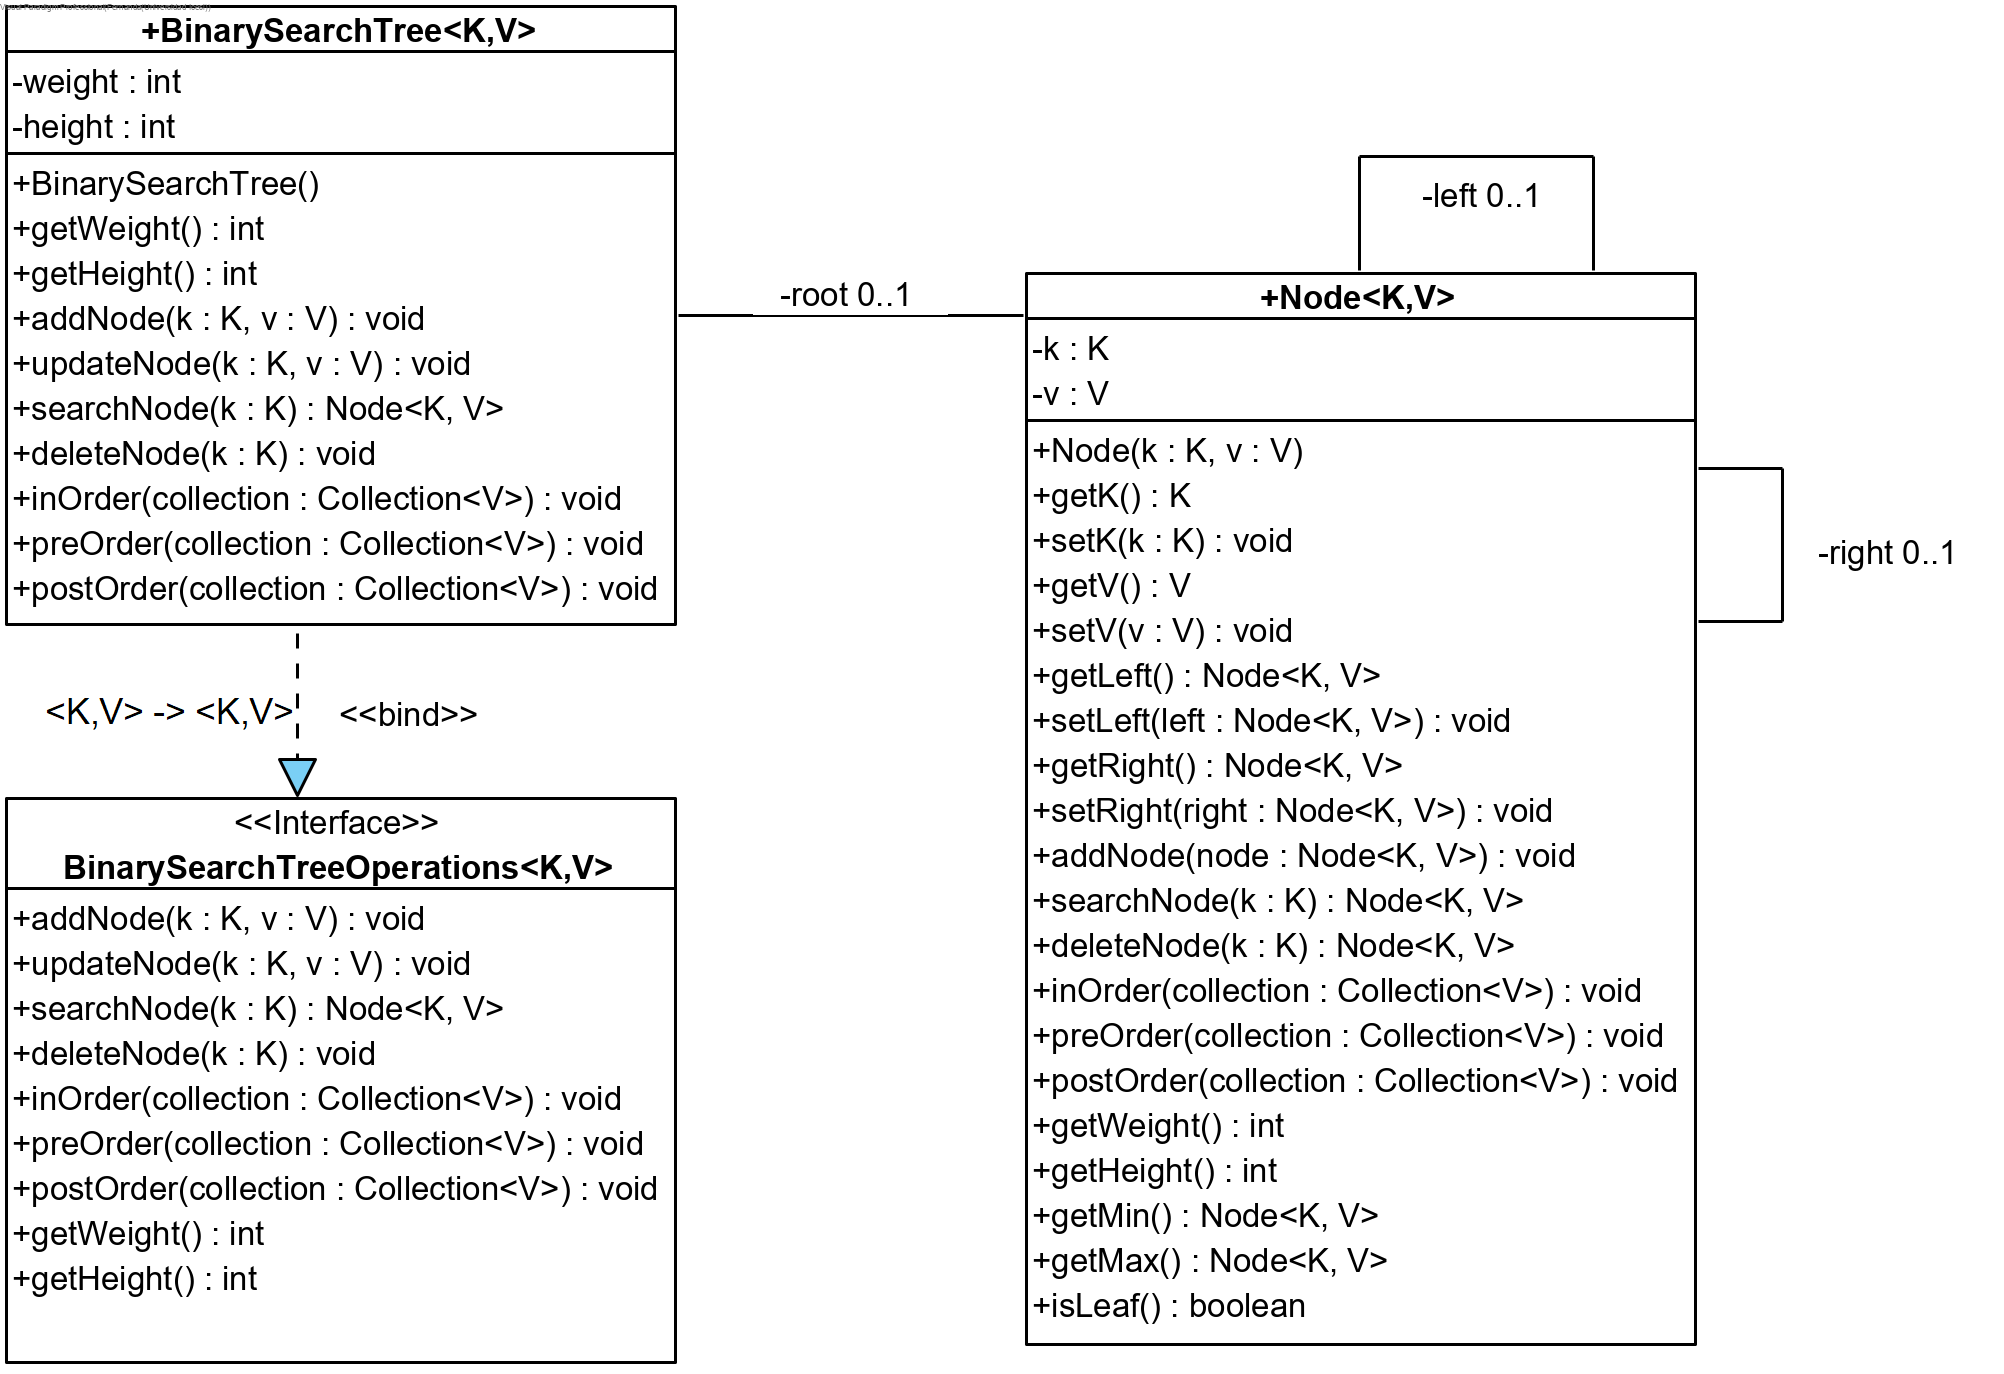 +BinarySearchTree<K,V>
-weight : int
-height : int
+BinarySearchTree()
+getWeight() : int
+getHeight() : int
+addNode(k : K, v : V) : void
+updateNode(k : K, v : V) : void
+searchNode(k : K) : Node<K, V>
+deleteNode(k : K) : void
+inOrder(collection : Collection<V>) : void
+preOrder(collection : Collection<V>) : void
+postOrder(collection : Collection<V>) : void
<K,V> -> <K,V>
<<bind>>
<<Interface>>
BinarySearchTreeOperations<K,V>
+addNode(k : K, v : V) : void
+updateNode(k : K, v : V) : void
+searchNode(k : K) : Node<K, V>
+deleteNode(k : K) : void
+inOrder(collection : Collection<V>) : void
+preOrder(collection : Collection<V>) : void
+postOrder(collection : Collection<V>) : void
+getWeight() : int
+getHeight() : int
-root 0..1
-left 0..1
+Node<K,V>
-k : K
-v : V
+Node(k : K, v : V)
+getK() : K
+setK(k : K) : void
+getV() : V
+setV(v : V) : void
+getLeft() : Node<K, V>
+setLeft(left : Node<K, V>) : void
+getRight() : Node<K, V>
+setRight(right : Node<K, V>) : void
+addNode(node : Node<K, V>) : void
+searchNode(k : K) : Node<K, V>
+deleteNode(k : K) : Node<K, V>
+inOrder(collection : Collection<V>) : void
+preOrder(collection : Collection<V>) : void
+postOrder(collection : Collection<V>) : void
+getWeight() : int
+getHeight() : int
+getMin() : Node<K, V>
+getMax() : Node<K, V>
+isLeaf() : boolean
-right 0..1